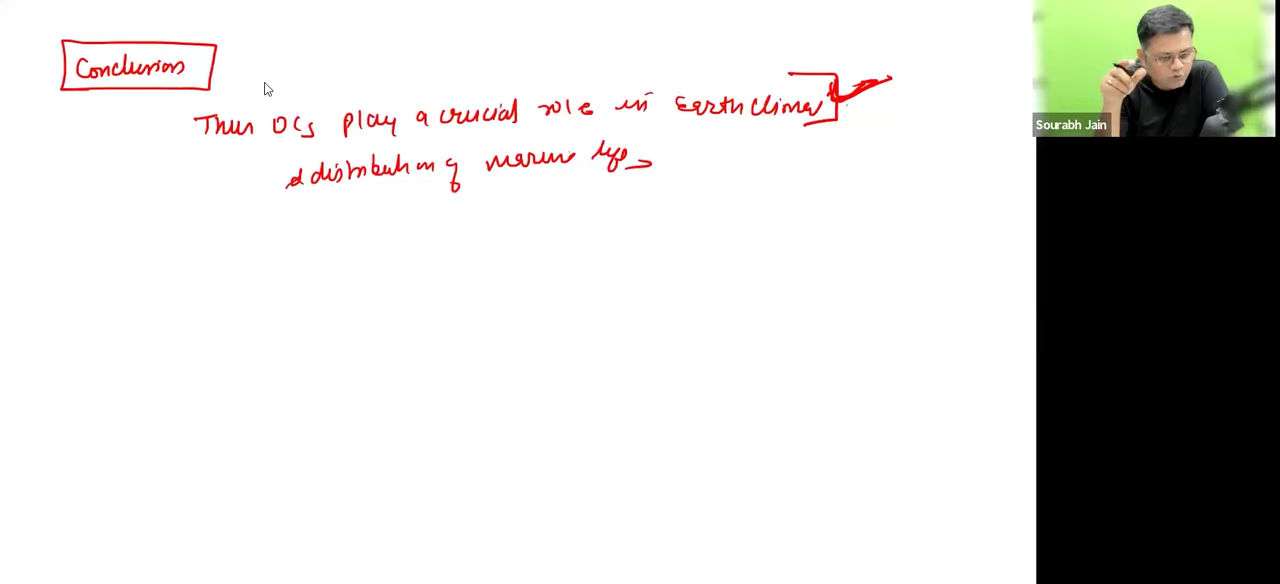 Conclusion
Thus OCs play a crucial role in Earth Climate
& distribution of marine life
Sourabh Jain